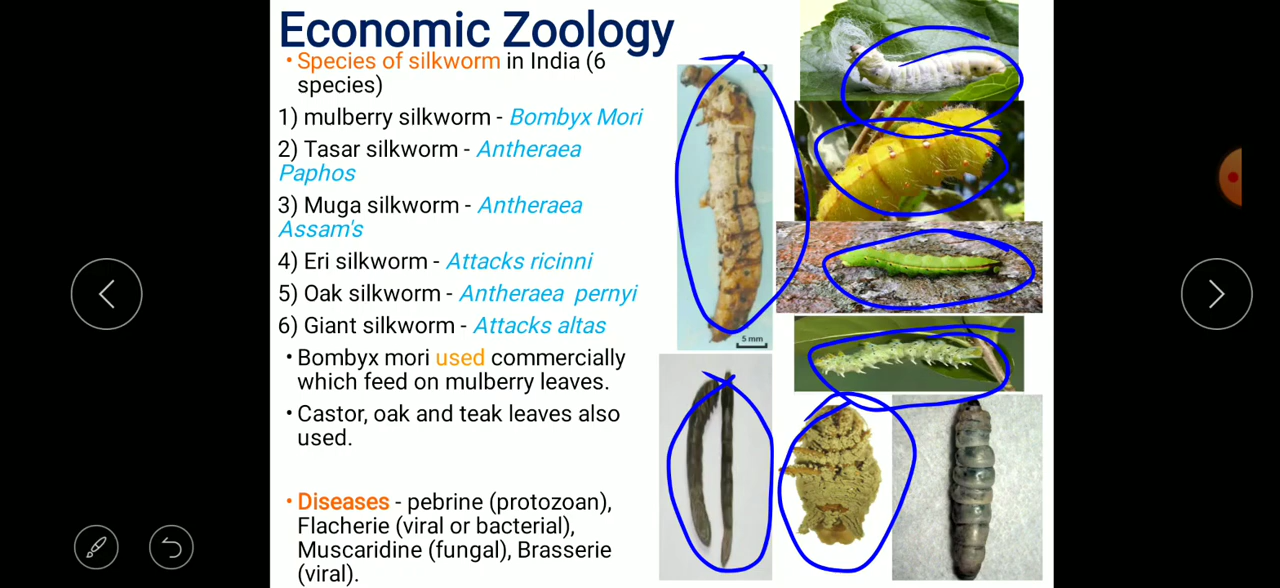 Economic Zoology
• Species of silkworm in India (6
species)
1) mulberry silkworm - Bombyx Mori
2) Tasar silkworm - Antheraea
Paphos
3) Muga silkworm - Antheraea
Assam's
4) Eri silkworm - Attacks ricinni
5) Oak silkworm - Antheraea pernyi
6) Giant silkworm - Attacks altas
• Bombyx mori used commercially
which feed on mulberry leaves.
• Castor, oak and teak leaves also
used.
• Diseases - pebrine (protozoan),
Flacherie (viral or bacterial),
Muscaridine (fungal), Brasserie
(viral).
5 mm